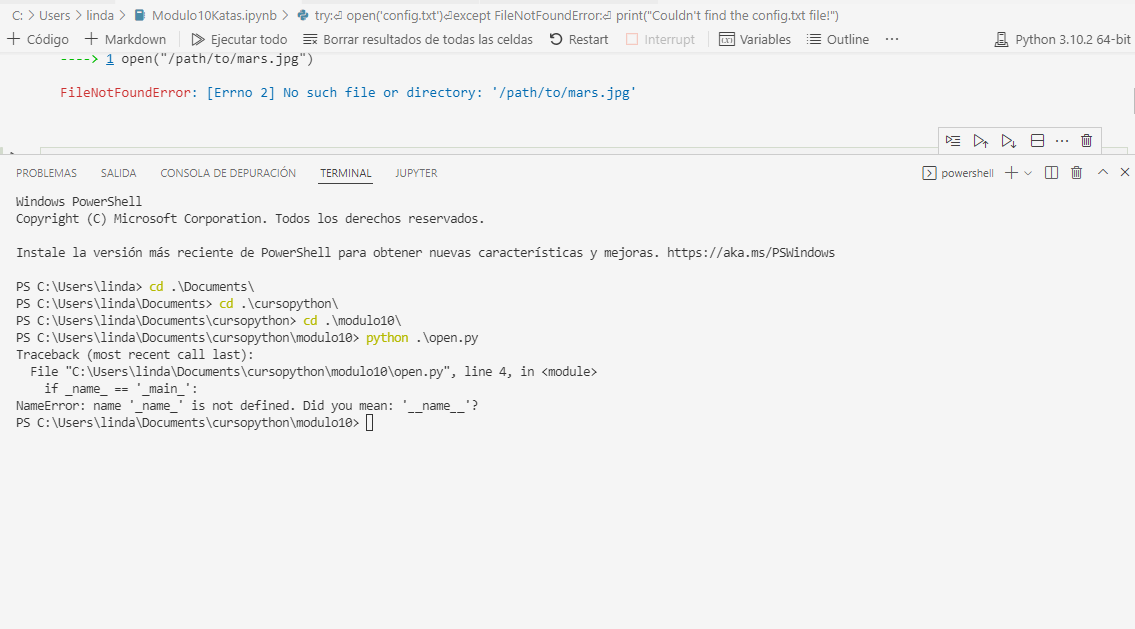 C: > Users > linda > Modulo10Katas.ipynb > try:⏎ open('config.txt')⏎except FileNotFoundError:⏎ print("Couldn't find the config.txt file!")
+ Código + Markdown Ejecutar todo Borrar resultados de todas las celdas Restart Interrupt Variables Outline ··· Python 3.10.2 64-bit
----> 1 open("/path/to/mars.jpg")
FileNotFoundError: [Errno 2] No such file or directory: '/path/to/mars.jpg'
PROBLEMAS SALIDA CONSOLA DE DEPURACIÓN TERMINAL JUPYTER powershell
Windows PowerShell
Copyright (C) Microsoft Corporation. Todos los derechos reservados.
Instale la versión más reciente de PowerShell para obtener nuevas características y mejoras. https://aka.ms/PSWindows
PS C:\Users\linda> cd .\Documents\
PS C:\Users\linda\Documents> cd .\cursopython\
PS C:\Users\linda\Documents\cursopython> cd .\modulo10\
PS C:\Users\linda\Documents\cursopython\modulo10> python .\open.py
Traceback (most recent call last):
  File "C:\Users\linda\Documents\cursopython\modulo10\open.py", line 4, in <module>
    if _name_ == '_main_':
NameError: name '_name_' is not defined. Did you mean: '__name__'?
PS C:\Users\linda\Documents\cursopython\modulo10>